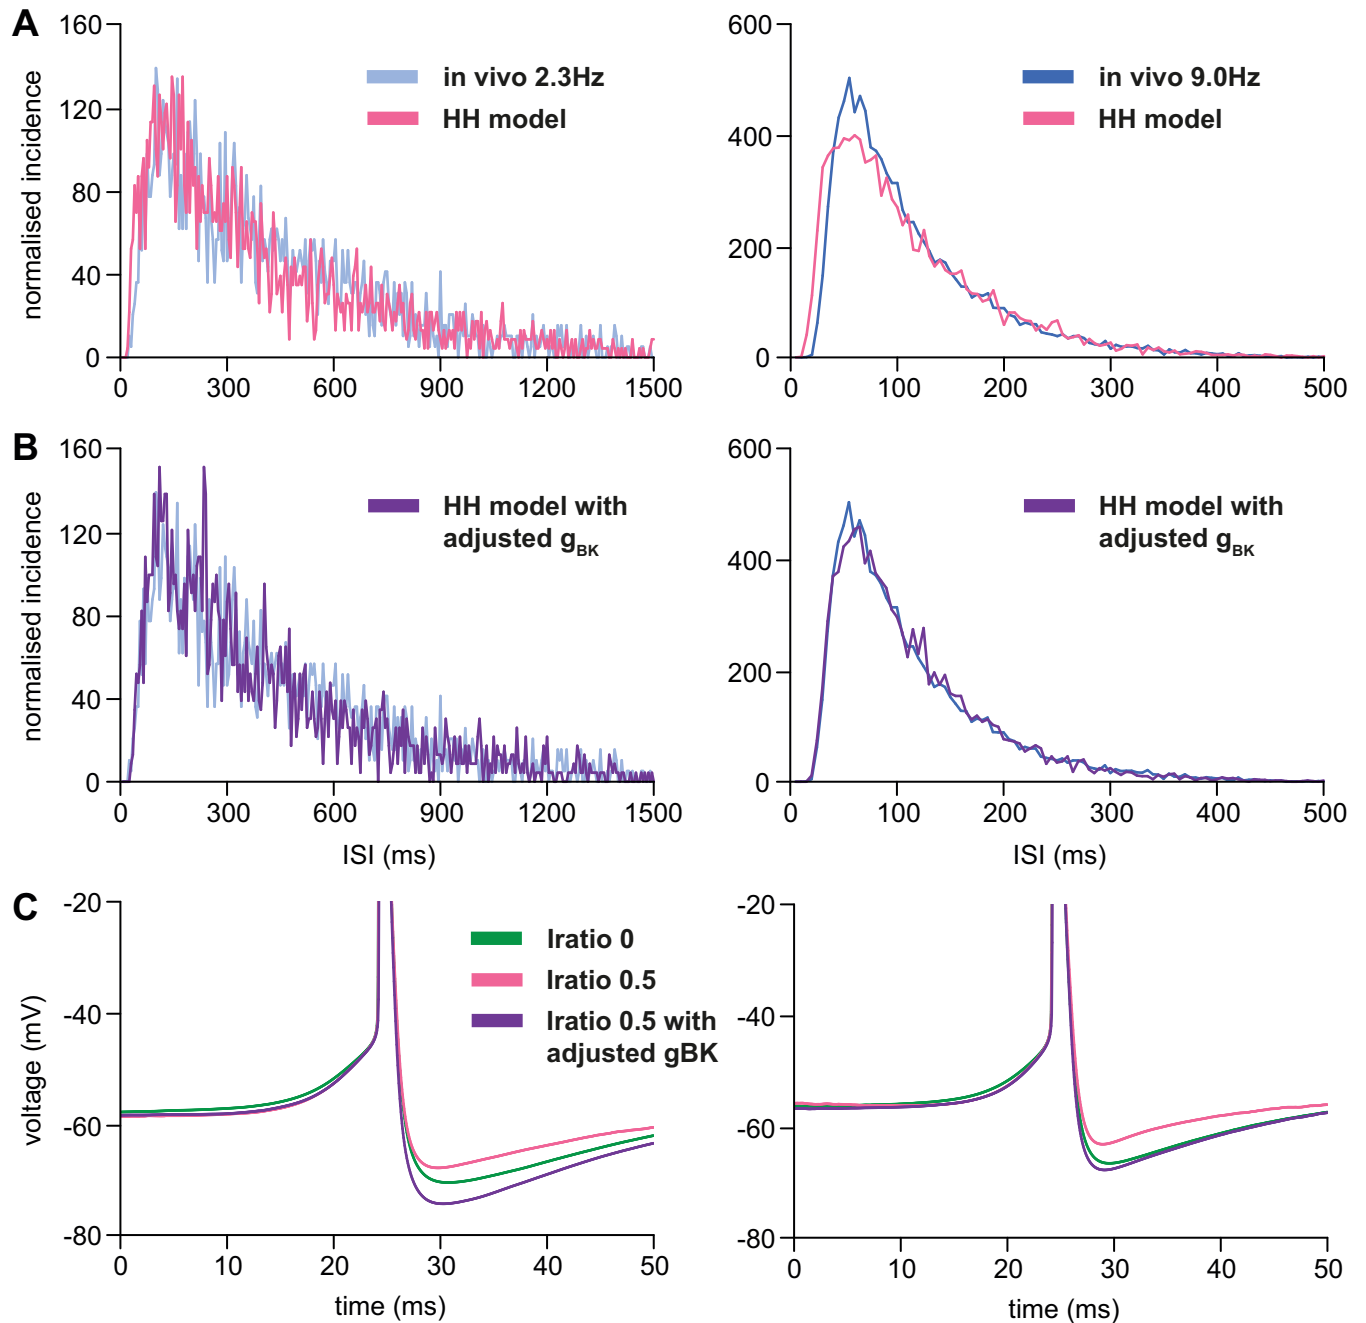 A
normalised incidence
160
120
80
40
0
0 300 600 900 1200 1500
in vivo 2.3Hz
HH model
600
400
200
0
0 100 200 300 400 500
in vivo 9.0Hz
HH model
B
normalised incidence
160
120
80
40
0
0 300 600 900 1200 1500
ISI (ms)
HH model with
adjusted gBK
600
400
200
0
0 100 200 300 400 500
ISI (ms)
HH model with
adjusted gBK
C
voltage (mV)
-20
-40
-60
-80
0 10 20 30 40 50
time (ms)
Iratio 0
Iratio 0.5
Iratio 0.5 with
adjusted gBK
-20
-40
-60
-80
0 10 20 30 40 50
time (ms)